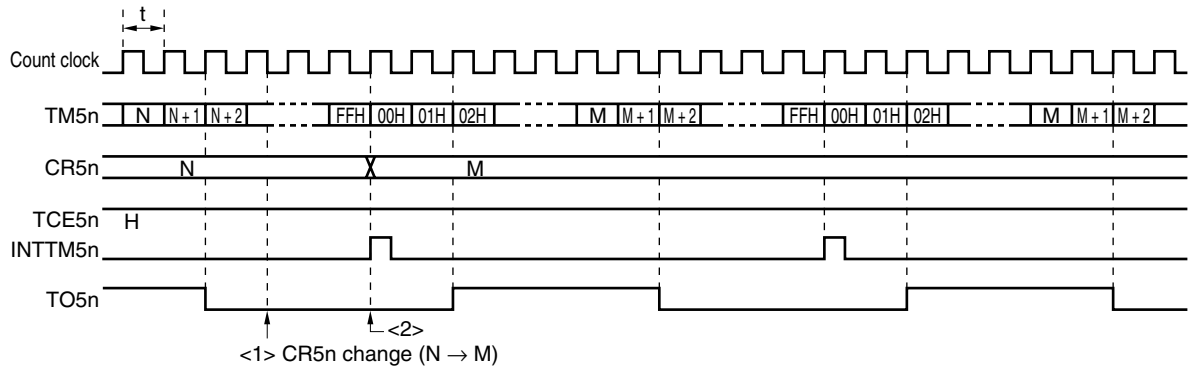 t
Count clock
TM5n N N + 1 N + 2 FFH 00H 01H 02H M M + 1 M + 2 FFH 00H 01H 02H M M + 1 M + 2
CR5n N M
TCE5n H
INTTM5n
TO5n
<2>
<1> CR5n change (N → M)